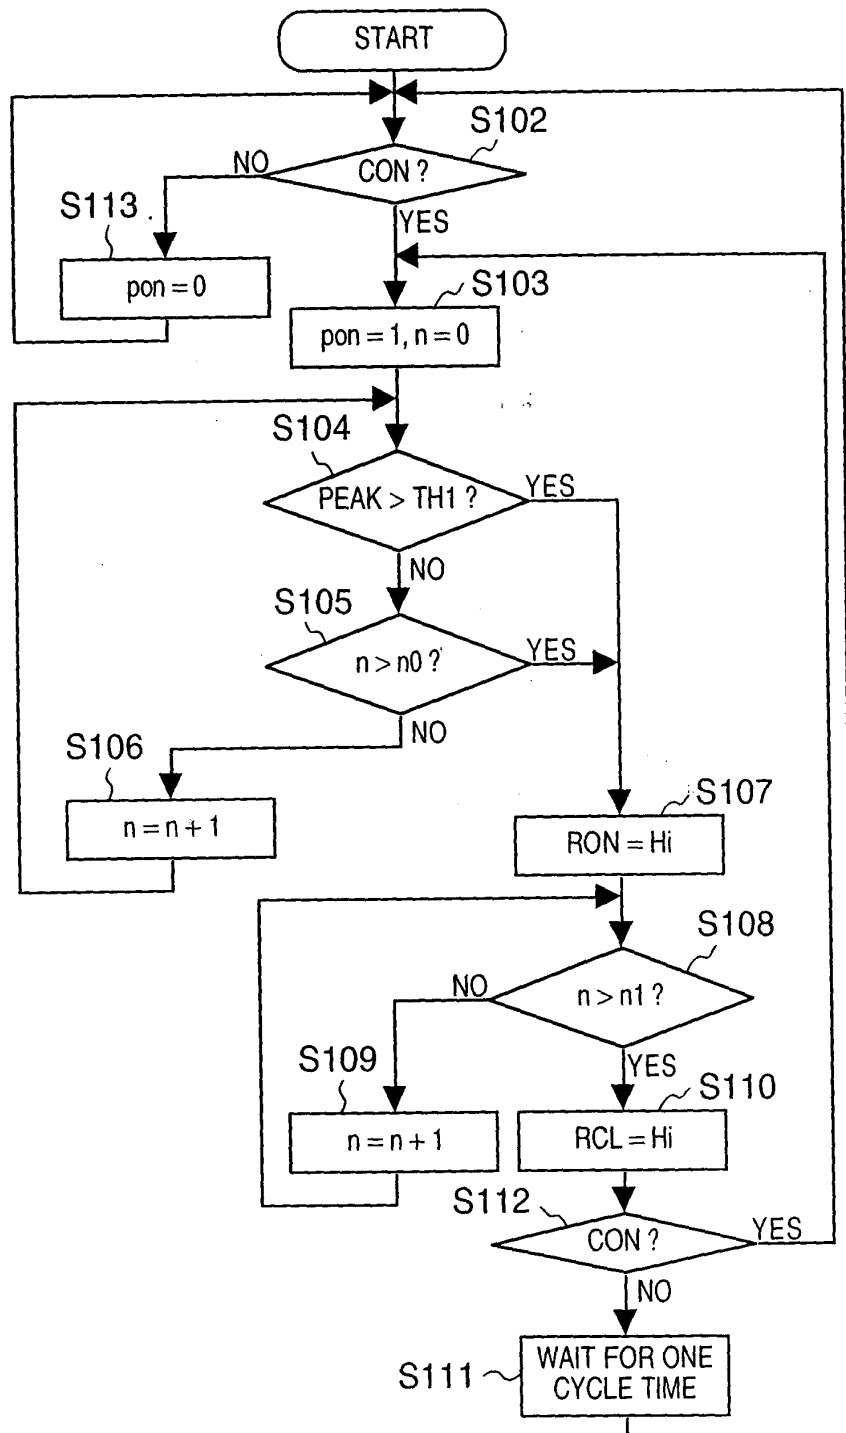 START
S102
CON ?
NO
YES
S113
pon = 0
S103
pon = 1, n = 0
S104
PEAK > TH1 ?
YES
NO
S105
n > n0 ?
YES
NO
S106
n = n + 1
S107
RON = Hi
S108
n > n1 ?
NO
YES
S109
n = n + 1
S110
RCL = Hi
S112
CON ?
YES
NO
S111
WAIT FOR ONE
CYCLE TIME